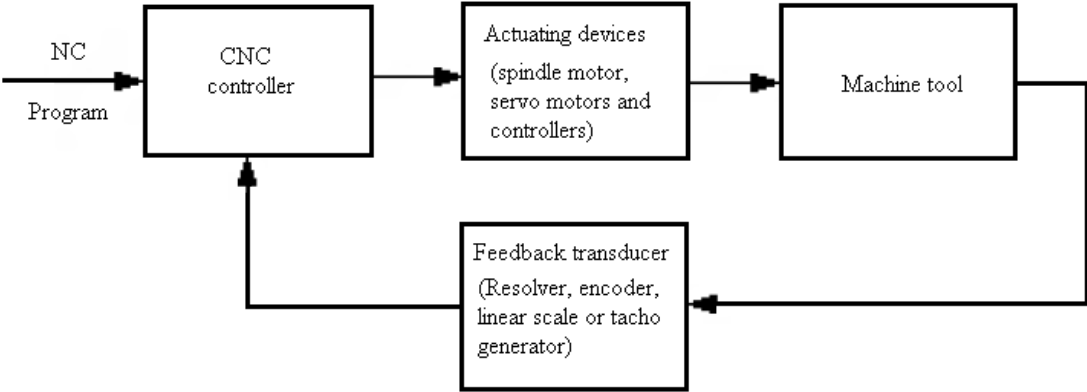 NC
Program
CNC
controller
Actuating devices
(spindle motor,
servo motors and
controllers)
Machine tool
Feedback transducer
(Resolver, encoder,
linear scale or tacho
generator)